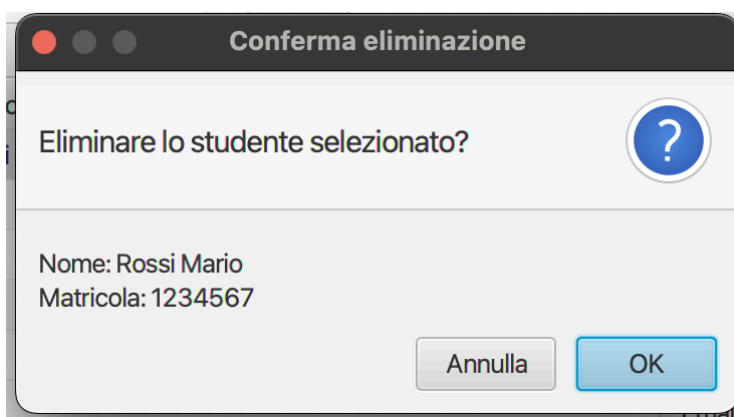 Conferma eliminazione
Eliminare lo studente selezionato?
?
Nome: Rossi Mario
Matricola: 1234567
Annulla
OK